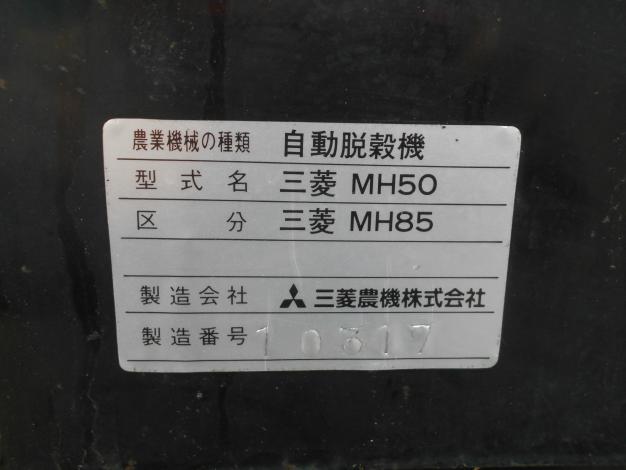 農業機械の種類 自動脱穀機
型式名 三菱 MH50
区分 三菱 MH85
製造会社 三菱農機株式会社
製造番号 10317